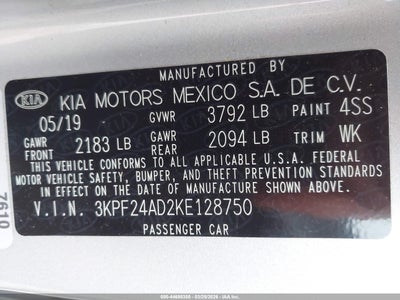 MANUFACTURED BY
KIA KIA MOTORS MEXICO S.A. DE C.V.
05/19 GVWR 3792 LB PAINT 4SS
GAWR FRONT 2183 LB GAWR REAR 2094 LB TRIM WK
THIS VEHICLE CONFORMS TO ALL APPLICABLE U.S.A. FEDERAL
MOTOR VEHICLE SAFETY, BUMPER, AND THEFT PREVENTION STANDARDS
IN EFFECT ON THE DATE OF MANUFACTURE SHOWN ABOVE.
V.I.N. 3KPF24AD2KE128750
PASSENGER CAR
7619